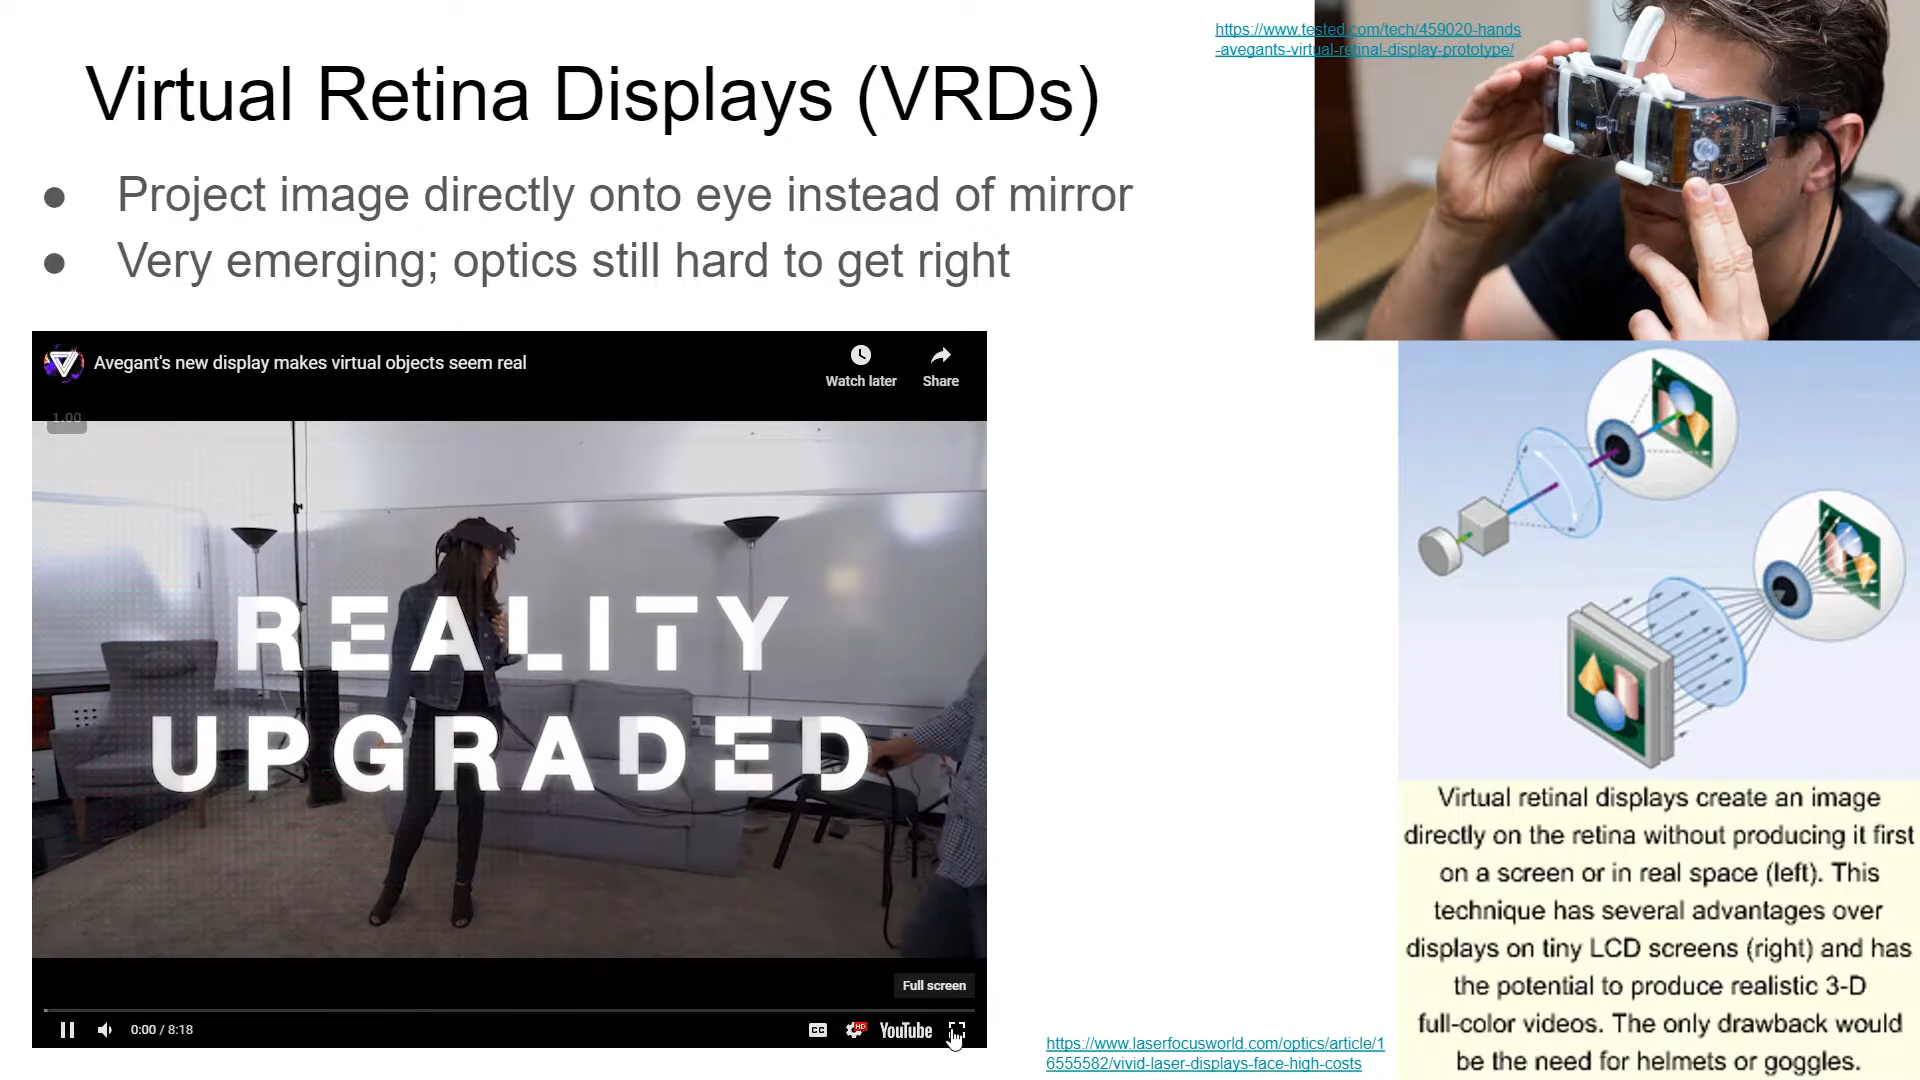 https://www.tested.com/tech/459020-hands
-avegants-virtual-retinal-display-prototype/
Virtual Retina Displays (VRDs)
● Project image directly onto eye instead of mirror
● Very emerging; optics still hard to get right
Avegant's new display makes virtual objects seem real
Watch later
Share
1.00
REALITY
UPGRADED
Full screen
0:00 / 8:18
CC
HD
YouTube
Virtual retinal displays create an image
directly on the retina without producing it first
on a screen or in real space (left). This
technique has several advantages over
displays on tiny LCD screens (right) and has
the potential to produce realistic 3-D
full-color videos. The only drawback would
be the need for helmets or goggles.
https://www.laserfocusworld.com/optics/article/1
6555582/vivid-laser-displays-face-high-costs